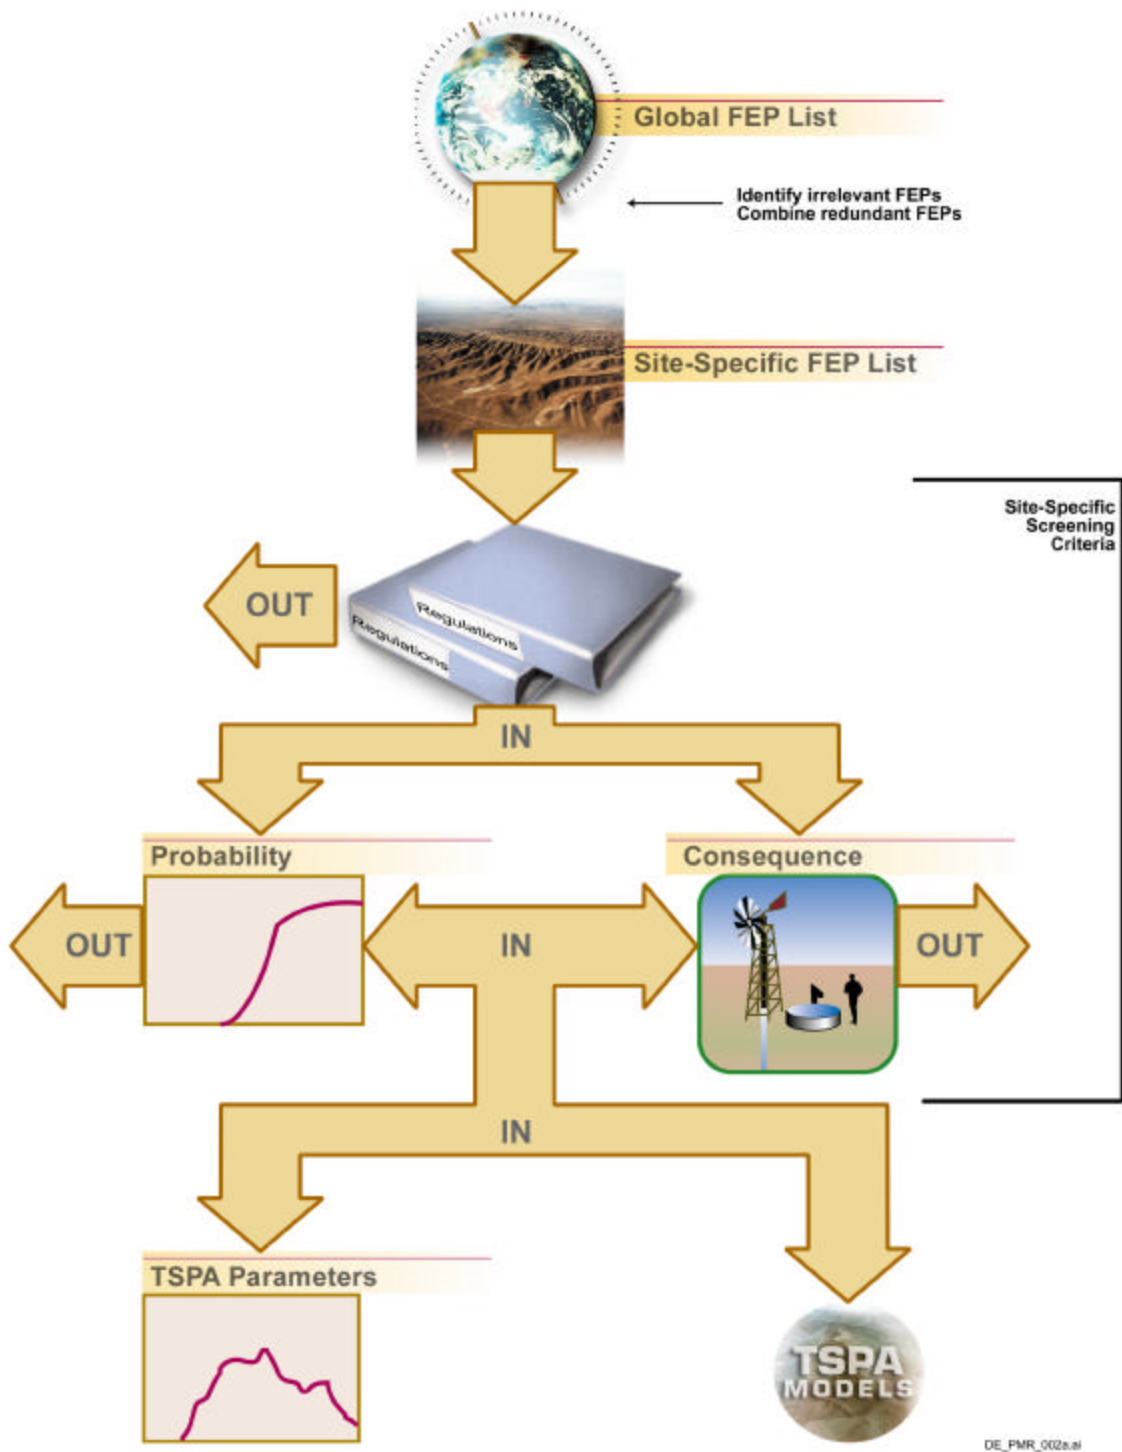 Global FEP List
Identify irrelevant FEPs
Combine redundant FEPs
Site-Specific FEP List
Site-Specific
Screening
Criteria
OUT
Regulations
Regulations
IN
Probability
Consequence
OUT
IN
OUT
IN
TSPA Parameters
TSPA
MODELS
DE_PMR_002a.ai